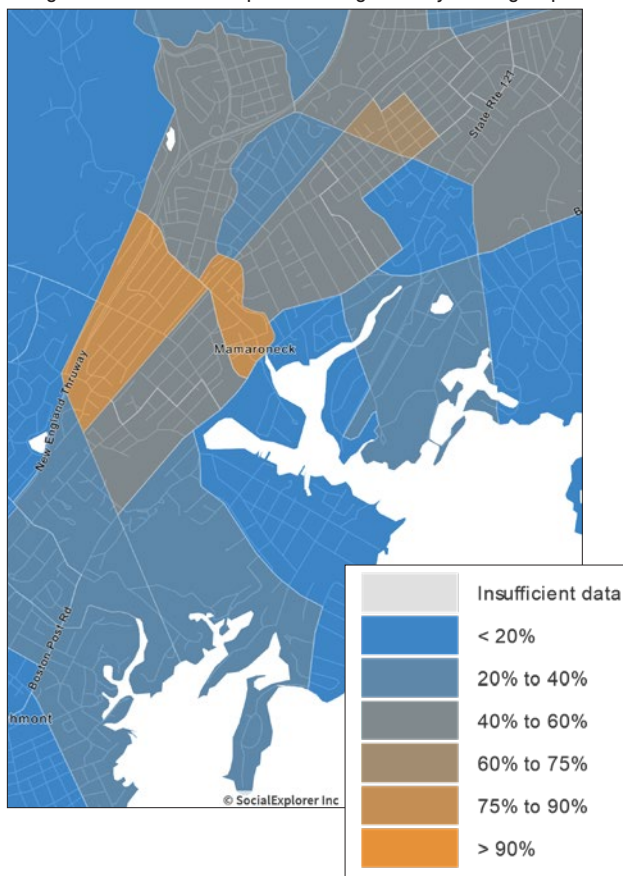 State Rte 121
B
Mamaroneck
New England Thruway
Boston Post Rd
hmont
© SocialExplorer Inc
Insufficient data
< 20%
20% to 40%
40% to 60%
60% to 75%
75% to 90%
> 90%